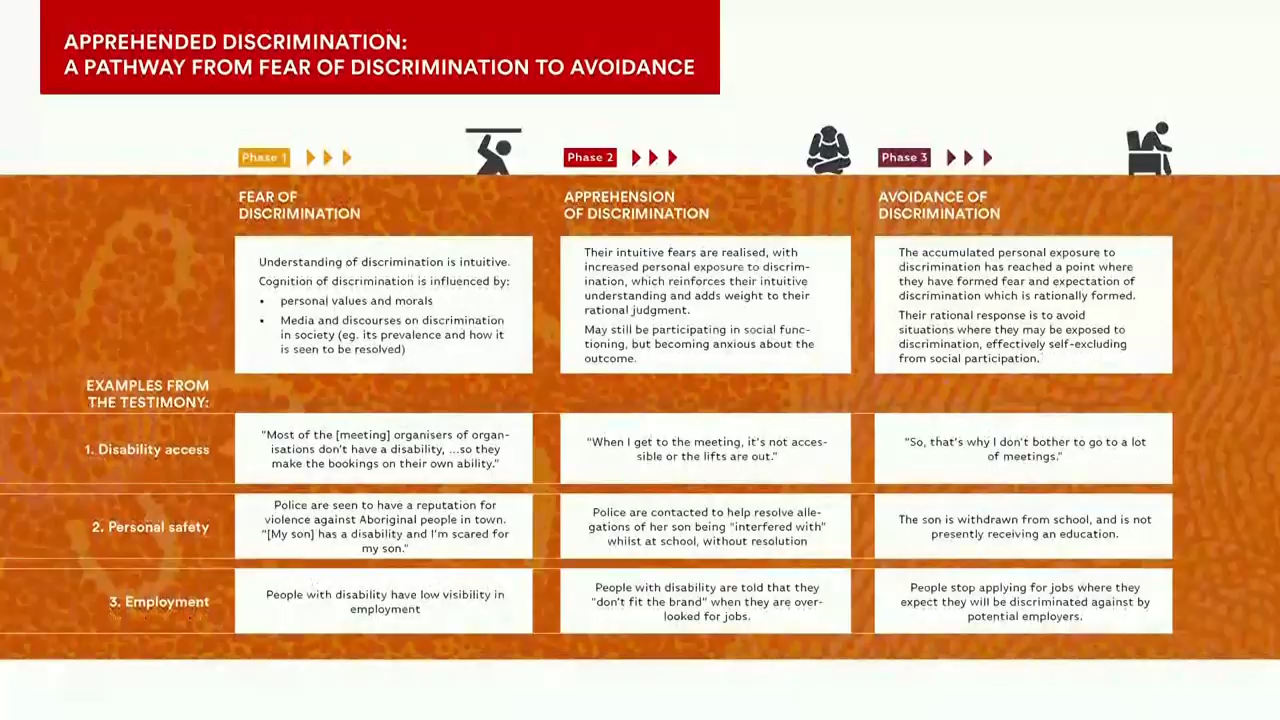 APPREHENDED DISCRIMINATION:
A PATHWAY FROM FEAR OF DISCRIMINATION TO AVOIDANCE
Phase 1
Phase 2
Phase 3
FEAR OF
DISCRIMINATION
APPREHENSION
OF DISCRIMINATION
AVOIDANCE OF
DISCRIMINATION
Understanding of discrimination is intuitive.
Cognition of discrimination is influenced by:
• personal values and morals
• Media and discourses on discrimination
in society (eg. its prevalence and how it
is seen to be resolved)
Their intuitive fears are realised, with
increased personal exposure to discrim-
ination, which reinforces their intuitive
understanding and adds weight to their
rational judgment.
May still be participating in social func-
tioning, but becoming anxious about the
outcome.
The accumulated personal exposure to
discrimination has reached a point where
they have formed fear and expectation of
discrimination which is rationally formed.
Their rational response is to avoid
situations where they may be exposed to
discrimination, effectively self-excluding
from social participation.
EXAMPLES FROM
THE TESTIMONY:
1. Disability access
"Most of the [meeting] organisers of organ-
isations don't have a disability, ...so they
make the bookings on their own ability."
"When I get to the meeting, it's not acces-
sible or the lifts are out."
"So, that's why I don't bother to go to a lot
of meetings."
2. Personal safety
Police are seen to have a reputation for
violence against Aboriginal people in town.
"[My son] has a disability and I'm scared for
my son."
Police are contacted to help resolve alle-
gations of her son being "interfered with"
whilst at school, without resolution
The son is withdrawn from school, and is not
presently receiving an education.
3. Employment
People with disability have low visibility in
employment
People with disability are told that they
"don't fit the brand" when they are over-
looked for jobs.
People stop applying for jobs where they
expect they will be discriminated against by
potential employers.